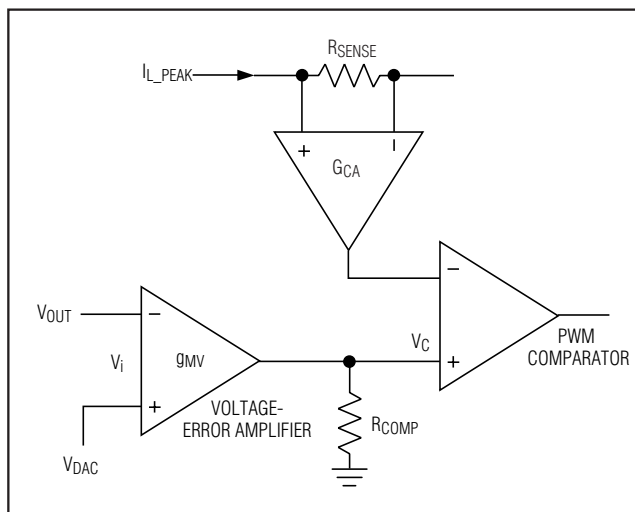 R_SENSE
I_L_PEAK
+
−
G_CA
−
V_OUT
−
PWM
COMPARATOR
V_C
+
V_i
g_MV
+
VOLTAGE-
ERROR AMPLIFIER
R_COMP
V_DAC